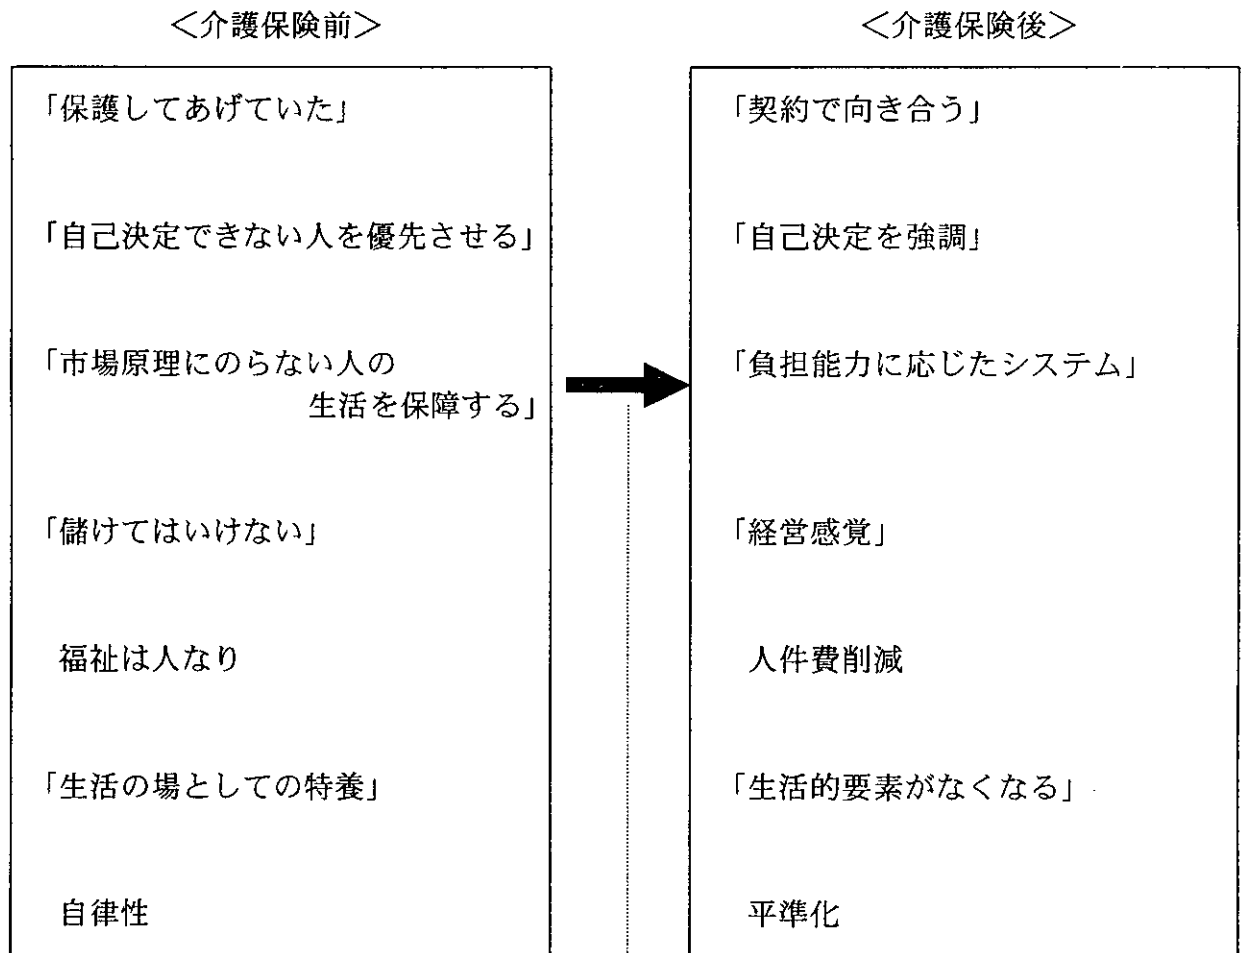 ＜介護保険前＞
「保護してあげていた」
「自己決定できない人を優先させる」
「市場原理にのらない人の
生活を保障する」
「儲けてはいけない」
福祉は人なり
「生活の場としての特養」
自律性
＜介護保険後＞
「契約で向き合う」
「自己決定を強調」
「負担能力に応じたシステム」
「経営感覚」
人件費削減
「生活的要素がなくなる」
平準化